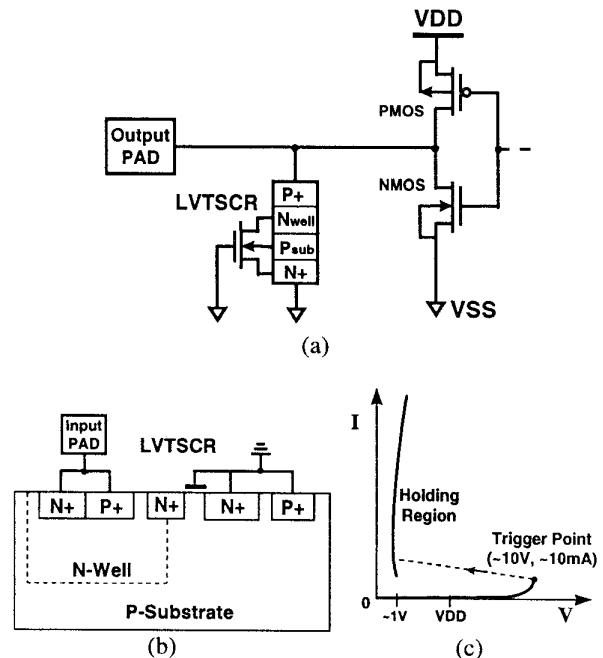 VDD
PMOS
Output
PAD
NMOS
LVTSCR
P+
Nwell
Psub
N+
VSS
(a)
Input
PAD
LVTSCR
N+
P+
N+
N+
P+
N-Well
P-Substrate
(b)
I
Holding
Region
Trigger Point
(~10V, ~10mA)
0
~1V
VDD
V
(c)